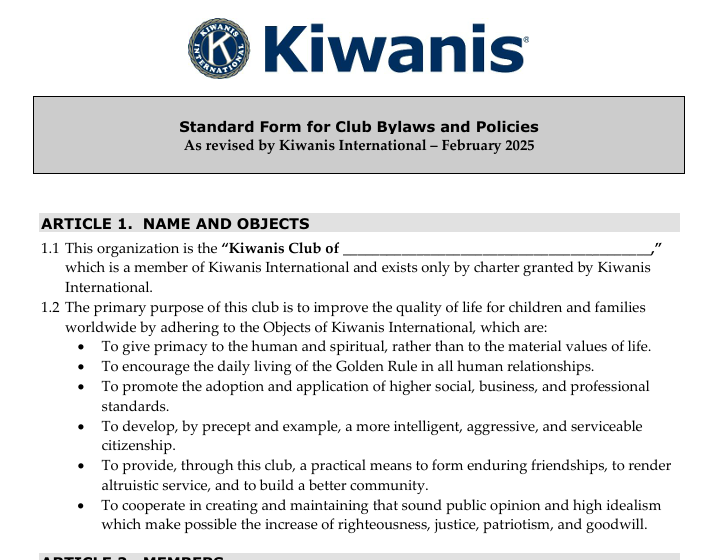 KIWANIS
K
INTERNATIONAL
Kiwanis®
Standard Form for Club Bylaws and Policies
As revised by Kiwanis International – February 2025
ARTICLE 1.  NAME AND OBJECTS
1.1 This organization is the “Kiwanis Club of ___________________________________________,”
which is a member of Kiwanis International and exists only by charter granted by Kiwanis
International.
1.2 The primary purpose of this club is to improve the quality of life for children and families
worldwide by adhering to the Objects of Kiwanis International, which are:
• To give primacy to the human and spiritual, rather than to the material values of life.
• To encourage the daily living of the Golden Rule in all human relationships.
• To promote the adoption and application of higher social, business, and professional
standards.
• To develop, by precept and example, a more intelligent, aggressive, and serviceable
citizenship.
• To provide, through this club, a practical means to form enduring friendships, to render
altruistic service, and to build a better community.
• To cooperate in creating and maintaining that sound public opinion and high idealism
which make possible the increase of righteousness, justice, patriotism, and goodwill.
ARTICLE 2.  MEMBERS